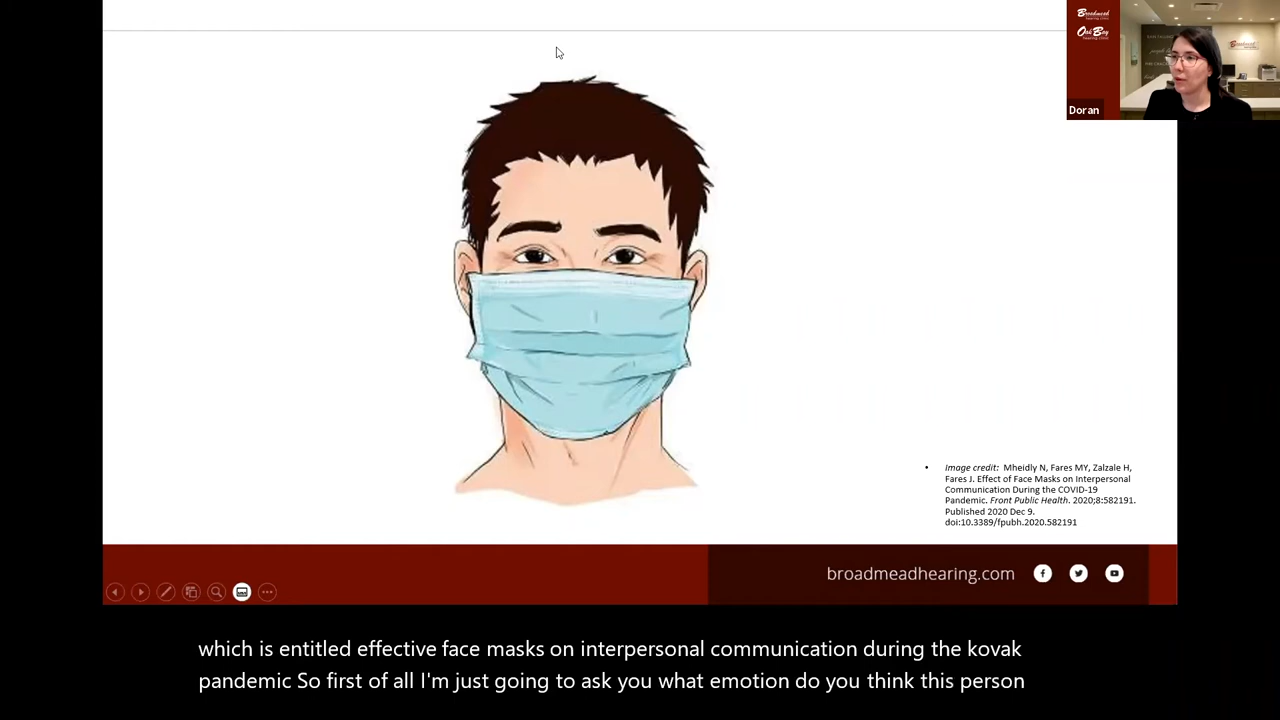 Broadmead
Oak Bay
Doran
• Image credit: Mheidly N, Fares MY, Zalzale H,
Fares J. Effect of Face Masks on Interpersonal
Communication During the COVID-19
Pandemic. Front Public Health. 2020;8:582191.
Published 2020 Dec 9.
doi:10.3389/fpubh.2020.582191
broadmeadhearing.com
which is entitled effective face masks on interpersonal communication during the kovak
pandemic So first of all I'm just going to ask you what emotion do you think this person